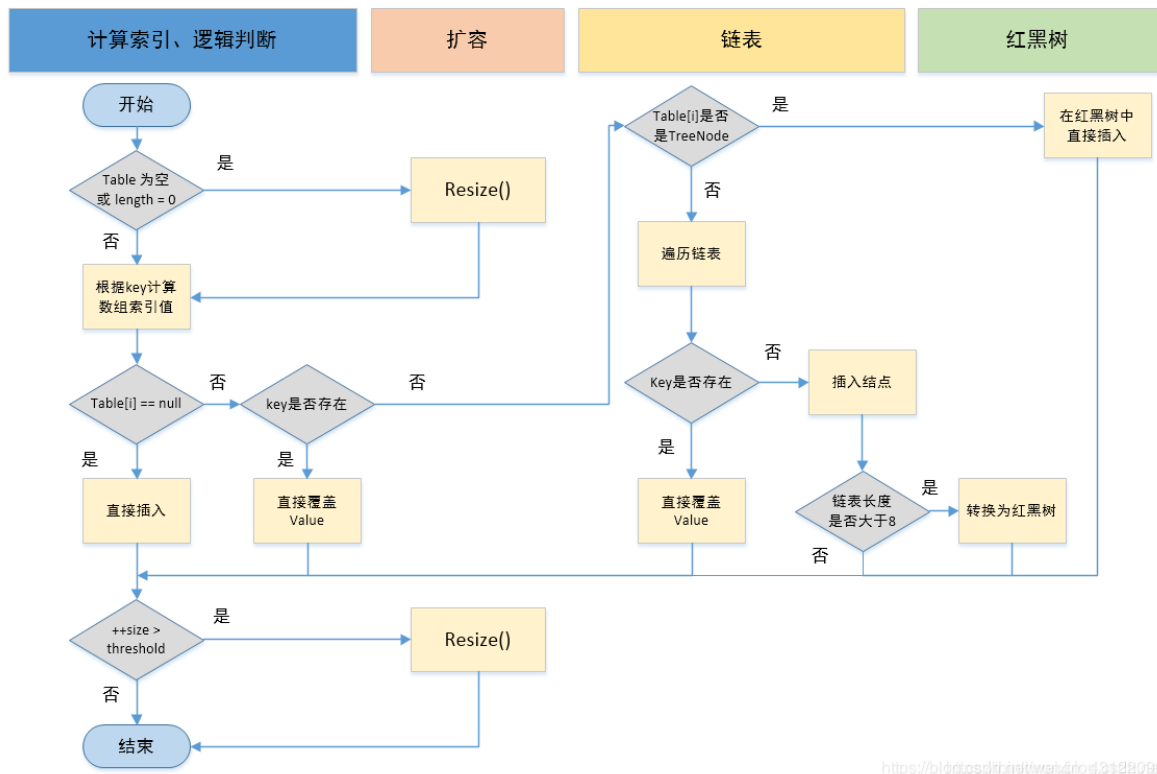 计算索引、逻辑判断
扩容
链表
红黑树
开始
Table 为空
或 length = 0
是
Resize()
否
根据key计算
数组索引值
Table[i] == null
否
key是否存在
否
是
直接插入
是
直接覆盖
Value
++size >
threshold
是
Resize()
否
结束
Table[i]是否
是TreeNode
是
在红黑树中
直接插入
否
遍历链表
Key是否存在
否
插入结点
是
直接覆盖
Value
链表长度
是否大于8
是
转换为红黑树
否